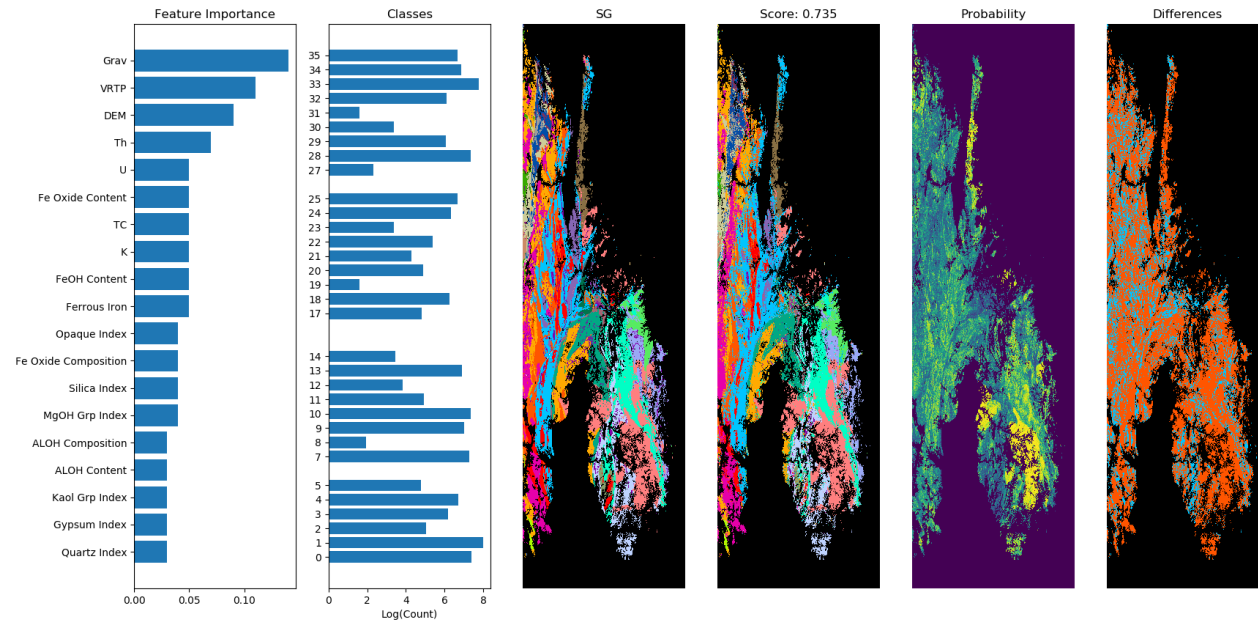 Feature Importance
Grav
VRTP
DEM
Th
U
Fe Oxide Content
TC
K
FeOH Content
Ferrous Iron
Opaque Index
Fe Oxide Composition
Silica Index
MgOH Grp Index
ALOH Composition
ALOH Content
Kaol Grp Index
Gypsum Index
Quartz Index
0.00 0.05 0.10
Classes
35
34
33
32
31
30
29
28
27
25
24
23
22
21
20
19
18
17
14
13
12
11
10
9
8
7
5
4
3
2
1
0
0 2 4 6 8
Log(Count)
SG
Score: 0.735
Probability
Differences